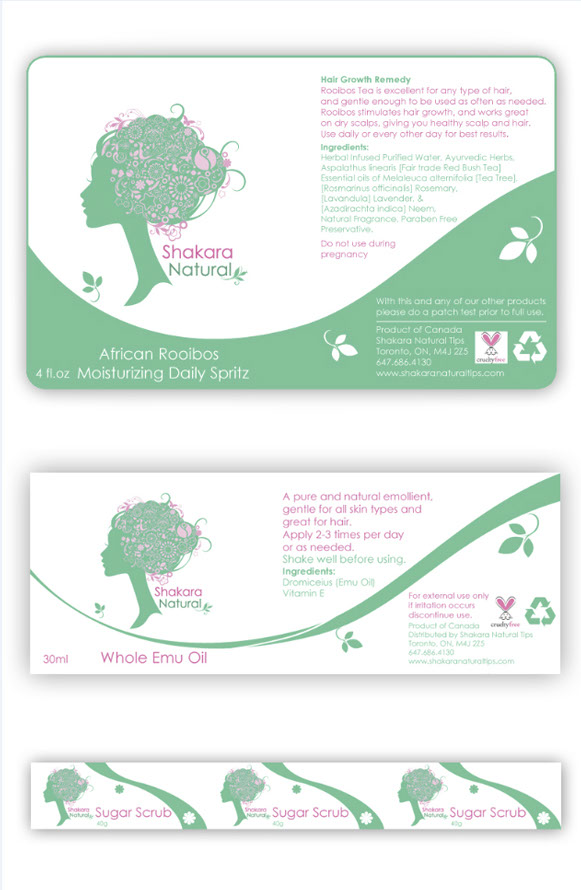 Hair Growth Remedy
Rooibos Tea is excellent for any type of hair,
and gentle enough to be used as often as needed.
Rooibos stimulates hair growth, and works great
on dry scalps, giving you healthy scalp and hair.
Use daily or every other day for best results.
Ingredients:
Herbal Infused Purified Water, Ayurvedic Herbs,
Aspalathus linearis [Fair trade Red Bush Tea]
Essential oils of Melaleuca alternifolia [Tea Tree],
[Rosmarinus officinalis] Rosemary,
[Lavandula] Lavender, &
[Azadirachta indica] Neem,
Natural Fragrance, Paraben Free
Preservative.
Do not use during
pregnancy
Shakara
Natural
With this and any of our other products
please do a patch test prior to full use.
Product of Canada
Shakara Natural Tips
Toronto, ON, M4J 2Z5
647.686.4130
www.shakaranaturaltips.com
crueltyfree
African Rooibos
4 fl.oz Moisturizing Daily Spritz
A pure and natural emollient,
gentle for all skin types and
great for hair.
Apply 2-3 times per day
or as needed.
Shake well before using.
Ingredients:
Dromiceius (Emu Oil)
Vitamin E
Shakara
Natural
For external use only
if irritation occurs
discontinue use.
Product of Canada
Distributed by Shakara Natural Tips
Toronto, ON, M4J 2Z5
647.686.4130
www.shakaranaturaltips.com
crueltyfree
30ml Whole Emu Oil
Shakara
Natural Sugar Scrub
40g
Shakara
Natural Sugar Scrub
40g
Shakara
Natural Sugar Scrub
40g